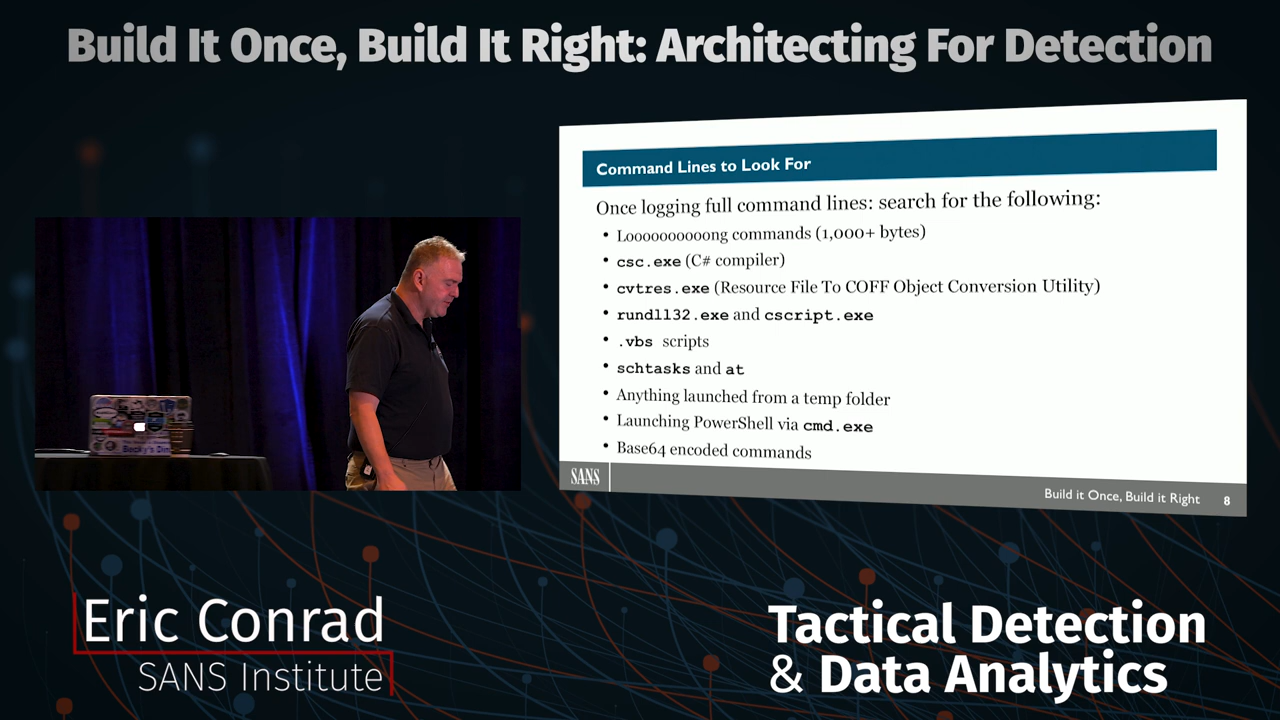 Build It Once, Build It Right: Architecting For Detection
Command Lines to Look For
Once logging full command lines: search for the following:
• Loooooooooong commands (1,000+ bytes)
• csc.exe (C# compiler)
• cvtres.exe (Resource File To COFF Object Conversion Utility)
• rundll32.exe and cscript.exe
• .vbs scripts
• schtasks and at
• Anything launched from a temp folder
• Launching PowerShell via cmd.exe
• Base64 encoded commands
SANS
Build it Once, Build it Right 8
Eric Conrad
SANS Institute
Tactical Detection
& Data Analytics